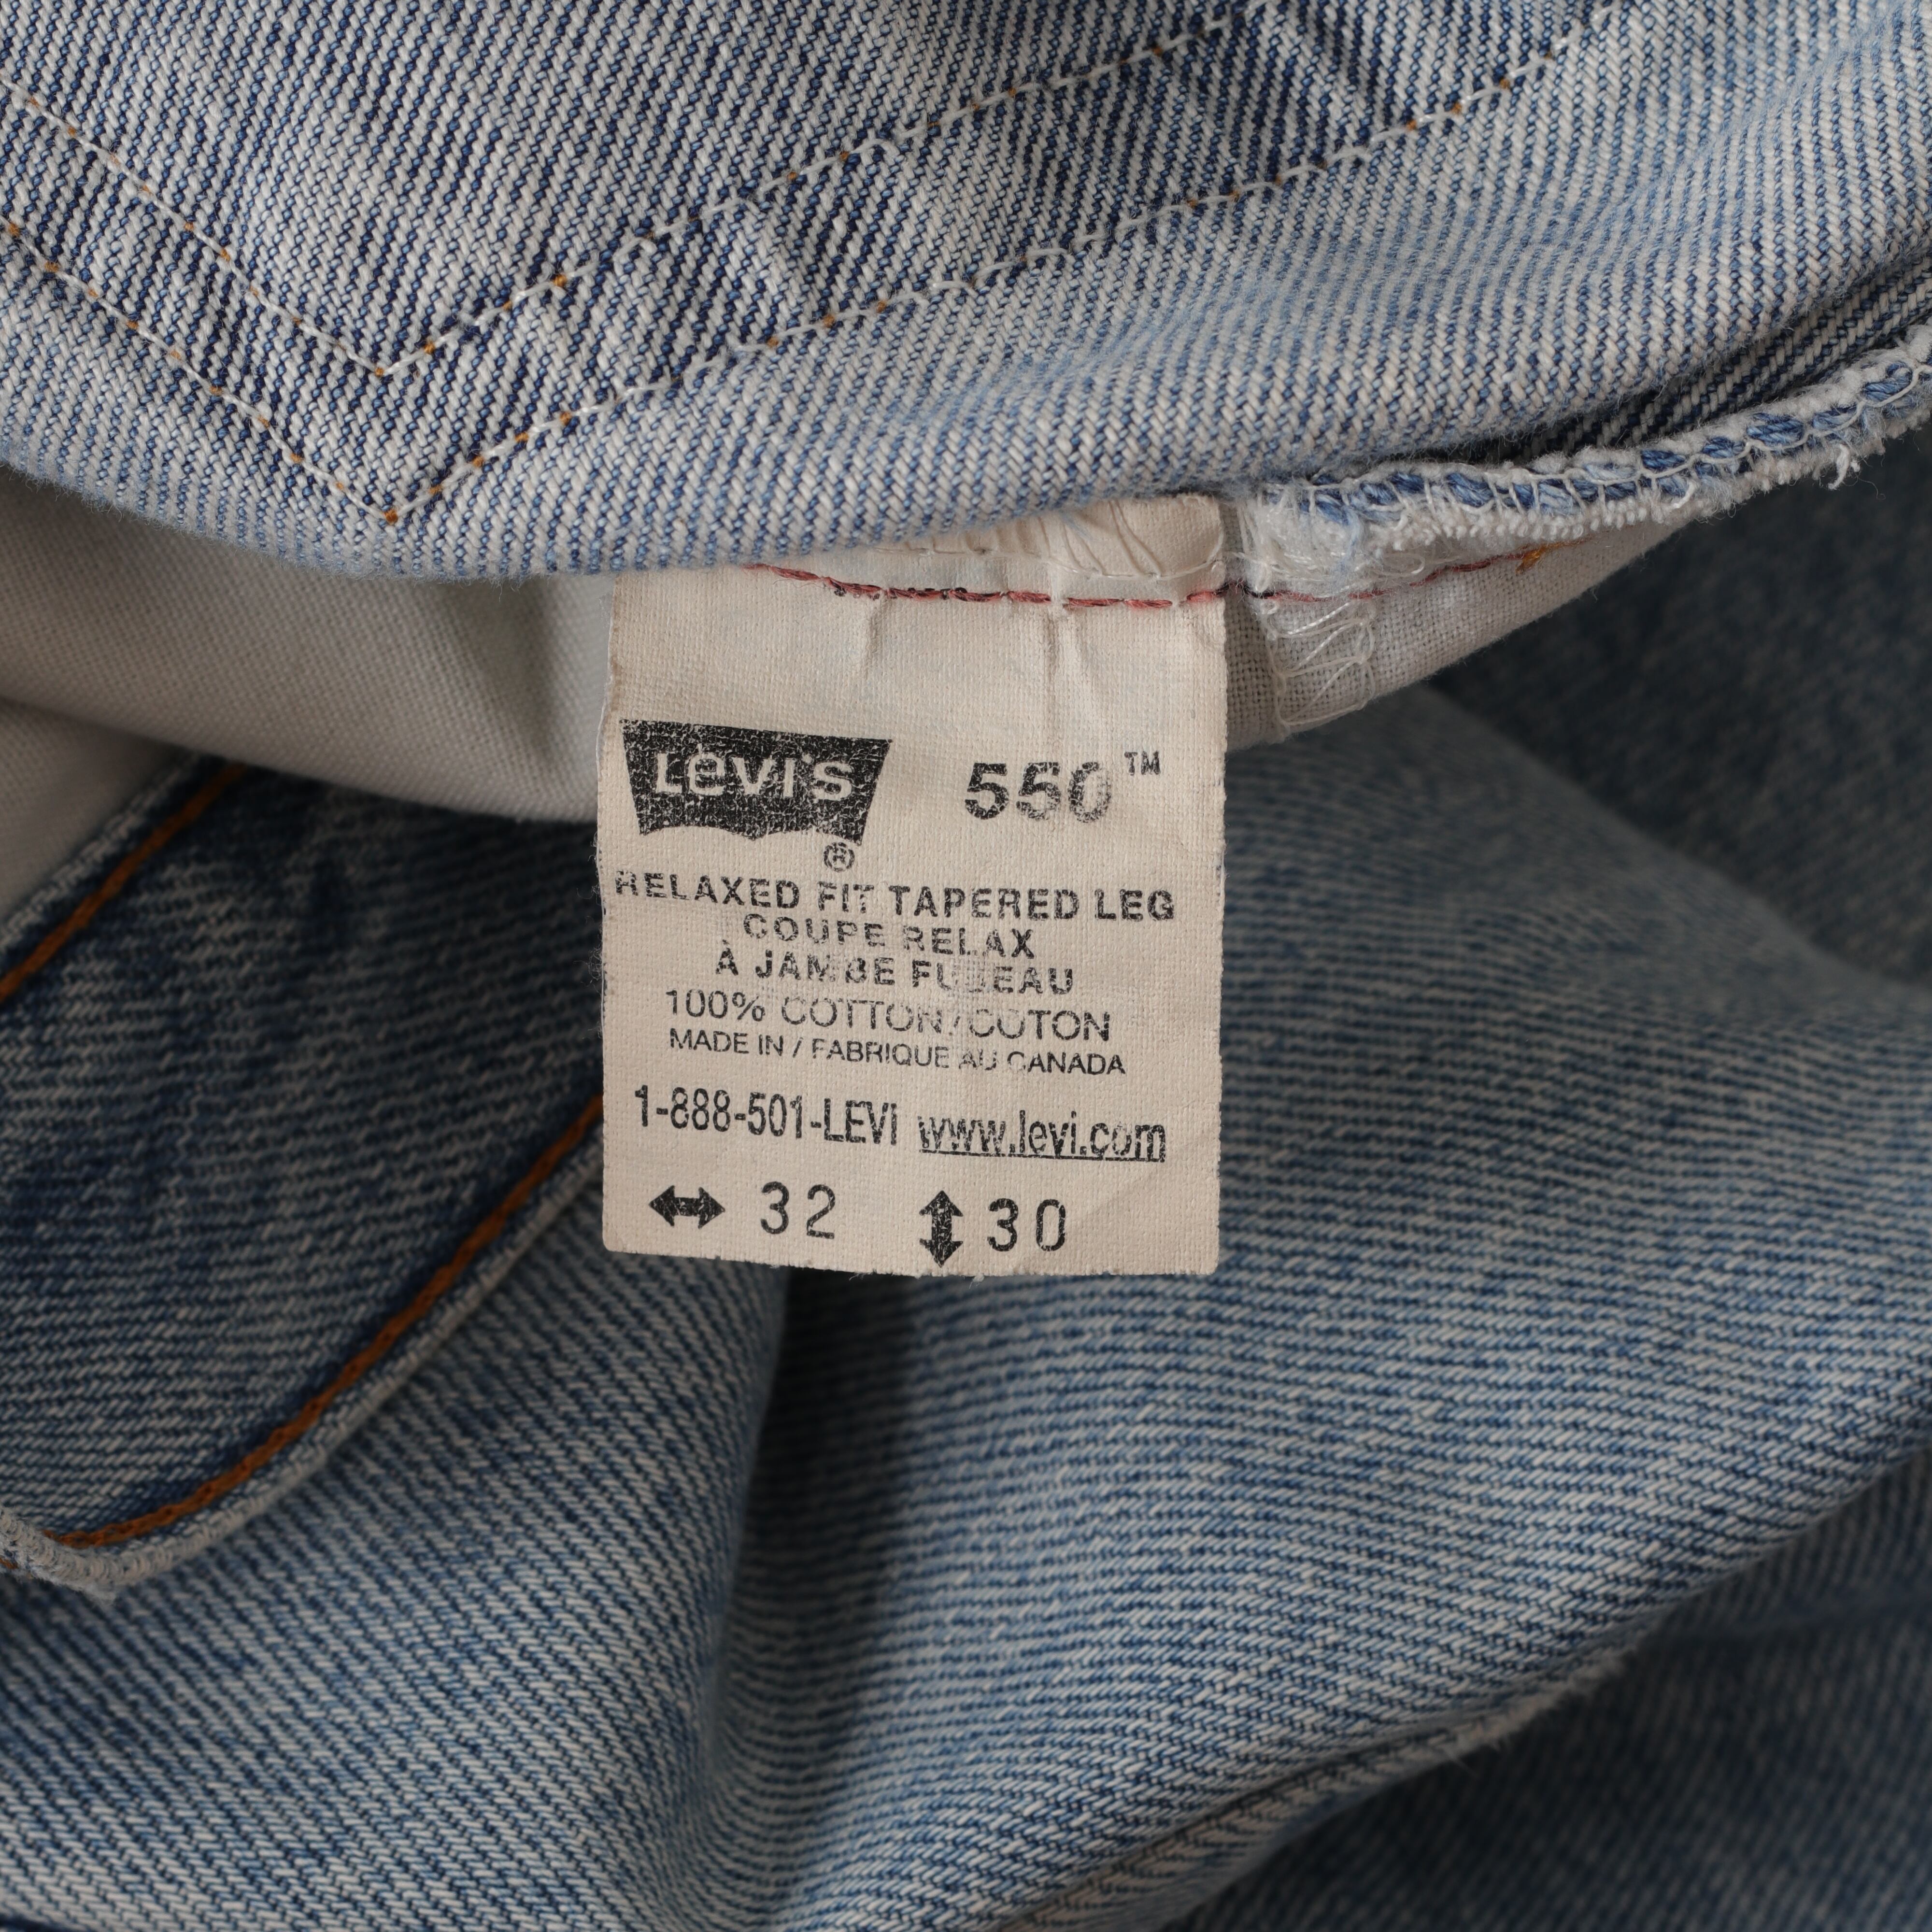 Levi's 550™
®
RELAXED FIT TAPERED LEG
COUPE RELAX
À JAMBE FUSEAU
100% COTTON/COTON
MADE IN / FABRIQUE AU CANADA
1-888-501-LEVI www.levi.com
↔ 32 ↕ 30